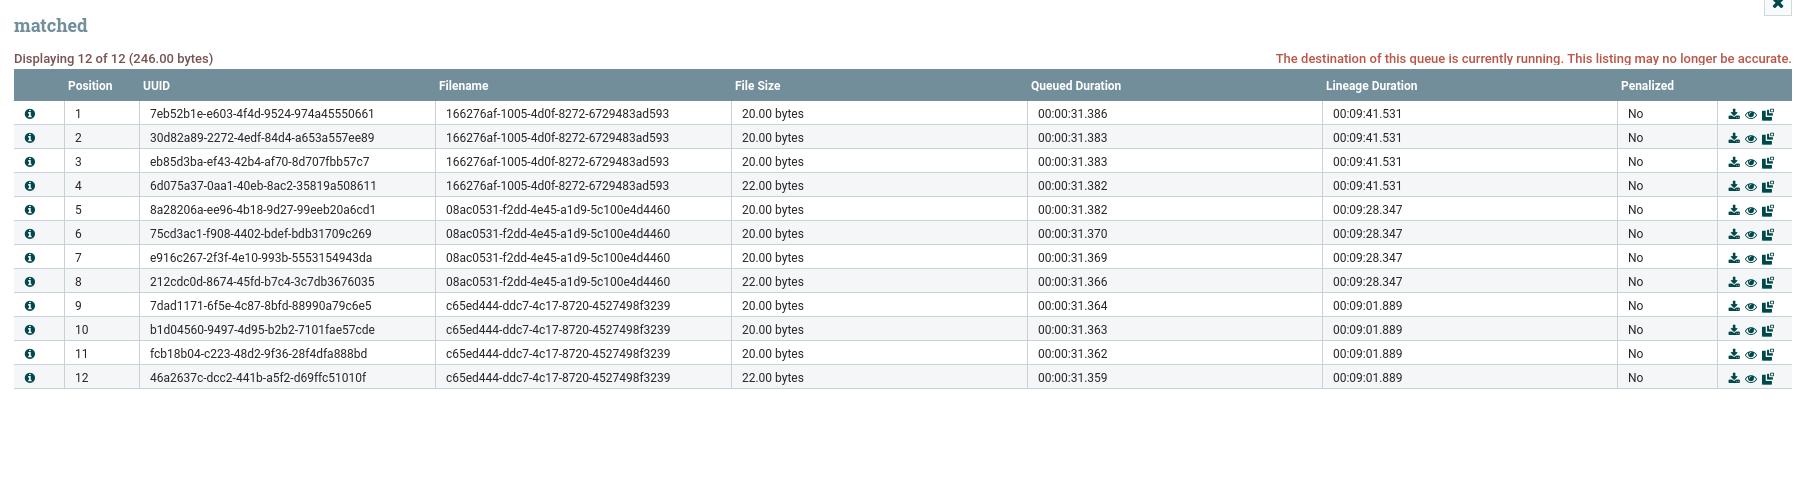 matched
Displaying 12 of 12 (246.00 bytes) The destination of this queue is currently running. This listing may no longer be accurate.
Position UUID Filename File Size Queued Duration Lineage Duration Penalized
1 7eb52b1e-e603-4f4d-9524-974a45550661 166276af-1005-4d0f-8272-6729483ad593 20.00 bytes 00:00:31.386 00:09:41.531 No
2 30d82a89-2272-4edf-84d4-a653a557ee89 166276af-1005-4d0f-8272-6729483ad593 20.00 bytes 00:00:31.383 00:09:41.531 No
3 eb85d3ba-ef43-42b4-af70-8d707fbb57c7 166276af-1005-4d0f-8272-6729483ad593 20.00 bytes 00:00:31.383 00:09:41.531 No
4 6d075a37-0aa1-40eb-8ac2-35819a508611 166276af-1005-4d0f-8272-6729483ad593 22.00 bytes 00:00:31.382 00:09:41.531 No
5 8a28206a-ee96-4b18-9d27-99eeb20a6cd1 08ac0531-f2dd-4e45-a1d9-5c100e4d4460 20.00 bytes 00:00:31.382 00:09:28.347 No
6 75cd3ac1-f908-4402-bdef-bdb31709c269 08ac0531-f2dd-4e45-a1d9-5c100e4d4460 20.00 bytes 00:00:31.370 00:09:28.347 No
7 e916c267-2f3f-4e10-993b-5553154943da 08ac0531-f2dd-4e45-a1d9-5c100e4d4460 20.00 bytes 00:00:31.369 00:09:28.347 No
8 212cdc0d-8674-45fd-b7c4-3c7db3676035 08ac0531-f2dd-4e45-a1d9-5c100e4d4460 22.00 bytes 00:00:31.366 00:09:28.347 No
9 7dad1171-6f5e-4c87-8bfd-88990a79c6e5 c65ed444-ddc7-4c17-8720-4527498f3239 20.00 bytes 00:00:31.364 00:09:01.889 No
10 b1d04560-9497-4d95-b2b2-7101fae57cde c65ed444-ddc7-4c17-8720-4527498f3239 20.00 bytes 00:00:31.363 00:09:01.889 No
11 fcb18b04-c223-48d2-9f36-28f4dfa888bd c65ed444-ddc7-4c17-8720-4527498f3239 20.00 bytes 00:00:31.362 00:09:01.889 No
12 46a2637c-dcc2-441b-a5f2-d69ffc51010f c65ed444-ddc7-4c17-8720-4527498f3239 22.00 bytes 00:00:31.359 00:09:01.889 No